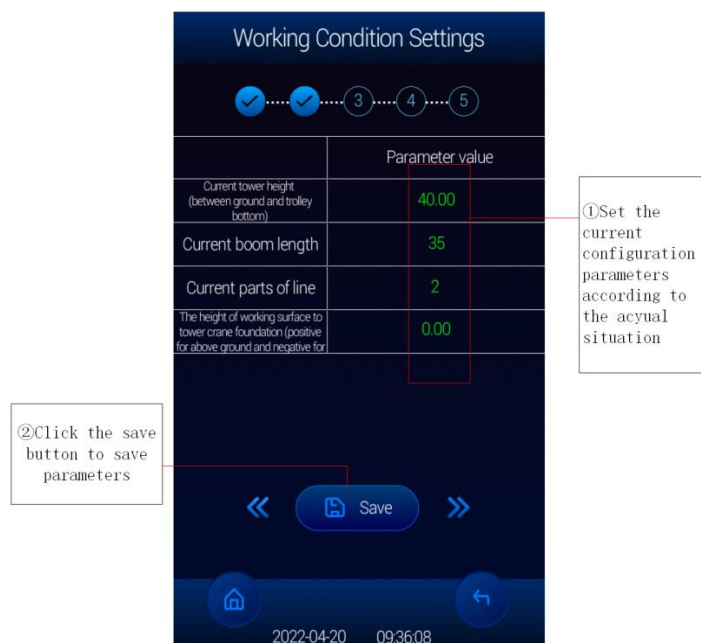 Working Condition Settings
3
4
5
Parameter value
Current tower height
(between ground and trolley
bottom)
40.00
Current boom length
35
Current parts of line
2
The height of working surface to
tower crane foundation (positive
for above ground and negative for
0.00
①Set the
current
configuration
parameters
according to
the acyual
situation
②Click the save
button to save
parameters
Save
2022-04-20 09:36:08